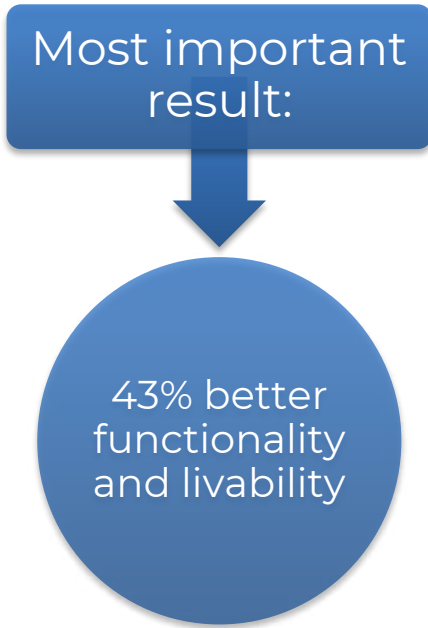 Most important
result:
43% better
functionality
and livability